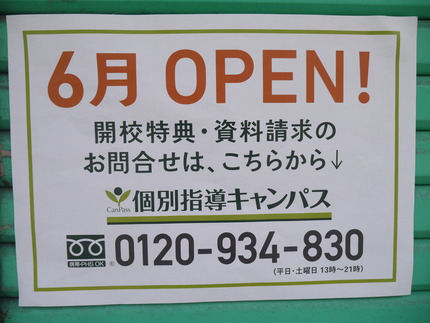 6月 OPEN!
開校特典・資料請求の
お問合せは、こちらから↓
CanPass 個別指導キャンパス
携帯・PHS OK 0120-934-830
(平日・土曜日 13時〜21時)